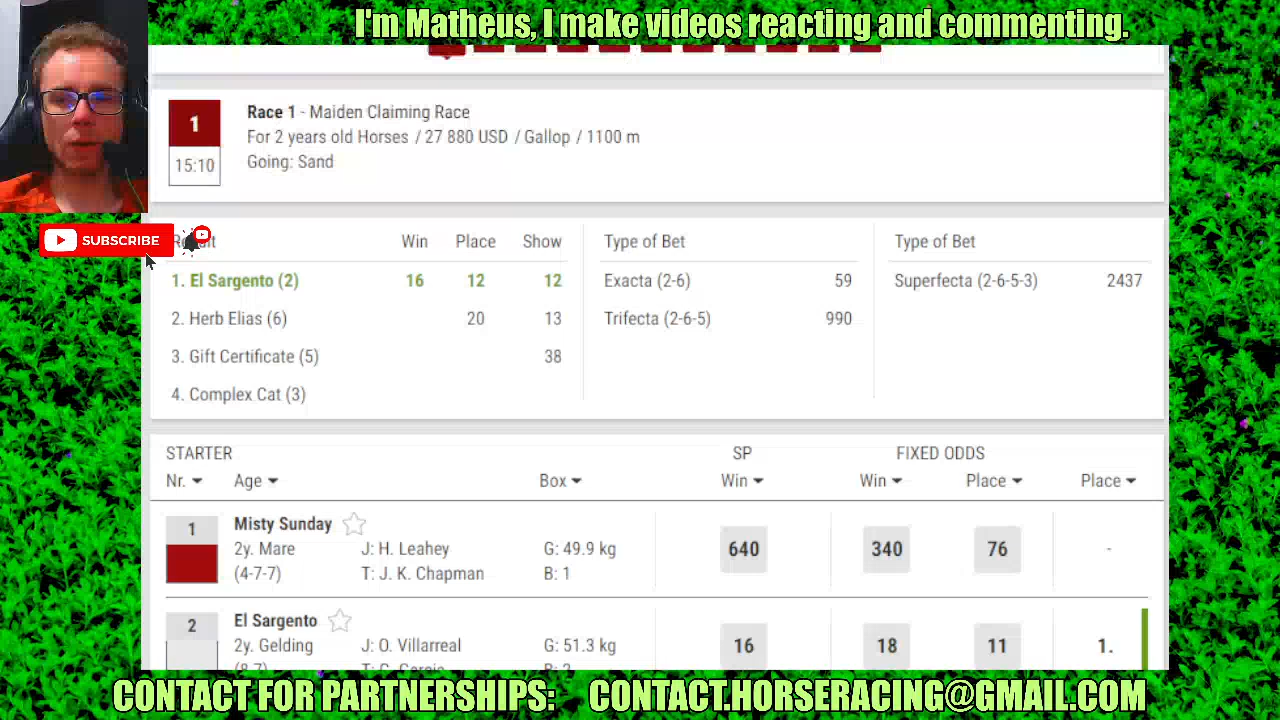 I'm Matheus, I make videos reacting and commenting.
1
15:10
Race 1 - Maiden Claiming Race
For 2 years old Horses / 27 880 USD / Gallop / 1100 m
Going: Sand
SUBSCRIBE
Win Place Show
1. El Sargento (2) 16 12 12
2. Herb Elias (6) 20 13
3. Gift Certificate (5) 38
4. Complex Cat (3)
Type of Bet
Exacta (2-6) 59
Trifecta (2-6-5) 990
Type of Bet
Superfecta (2-6-5-3) 2437
STARTER SP FIXED ODDS
Nr. Age Box Win Win Place Place
1 Misty Sunday
2y. Mare J: H. Leahey G: 49.9 kg 640 340 76 -
(4-7-7) T: J. K. Chapman B: 1
2 El Sargento
2y. Gelding J: O. Villarreal G: 51.3 kg 16 18 11 1.
CONTACT FOR PARTNERSHIPS: CONTACT.HORSERACING@GMAIL.COM